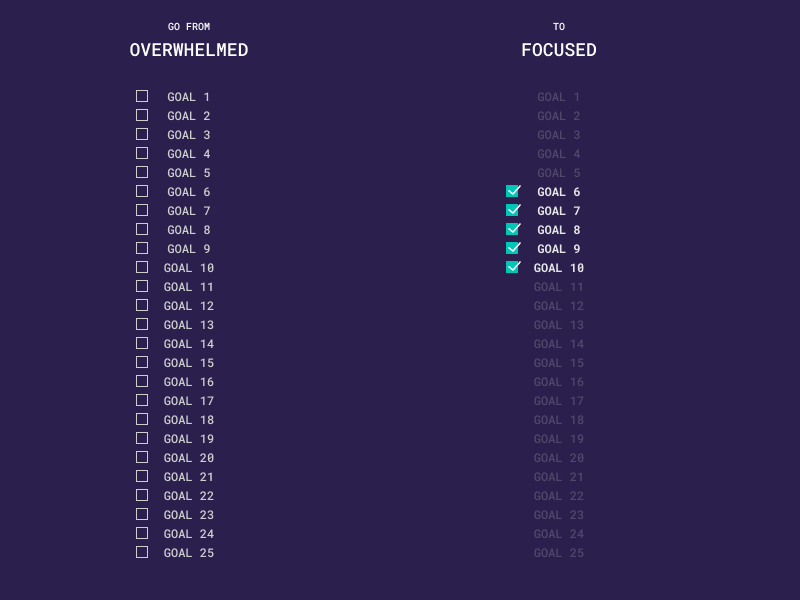 GO FROM
OVERWHELMED
GOAL 1
GOAL 2
GOAL 3
GOAL 4
GOAL 5
GOAL 6
GOAL 7
GOAL 8
GOAL 9
GOAL 10
GOAL 11
GOAL 12
GOAL 13
GOAL 14
GOAL 15
GOAL 16
GOAL 17
GOAL 18
GOAL 19
GOAL 20
GOAL 21
GOAL 22
GOAL 23
GOAL 24
GOAL 25
TO
FOCUSED
GOAL 1
GOAL 2
GOAL 3
GOAL 4
GOAL 5
GOAL 6
GOAL 7
GOAL 8
GOAL 9
GOAL 10
GOAL 11
GOAL 12
GOAL 13
GOAL 14
GOAL 15
GOAL 16
GOAL 17
GOAL 18
GOAL 19
GOAL 20
GOAL 21
GOAL 22
GOAL 23
GOAL 24
GOAL 25